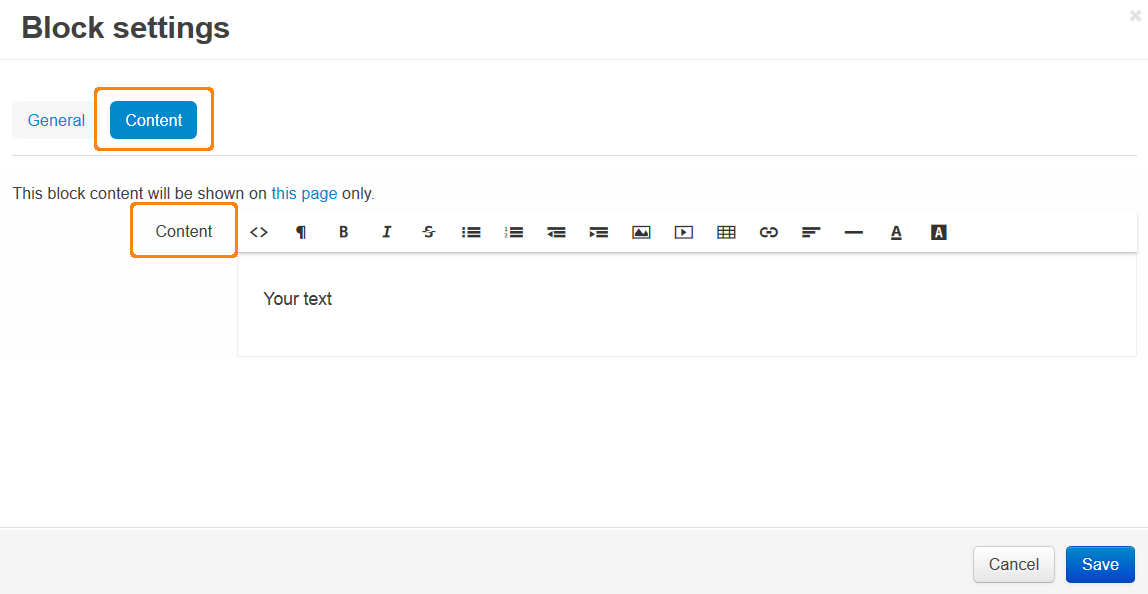 Block settings
General Content
This block content will be shown on this page only.
Content <> ¶ B I S A A
Your text
Cancel Save